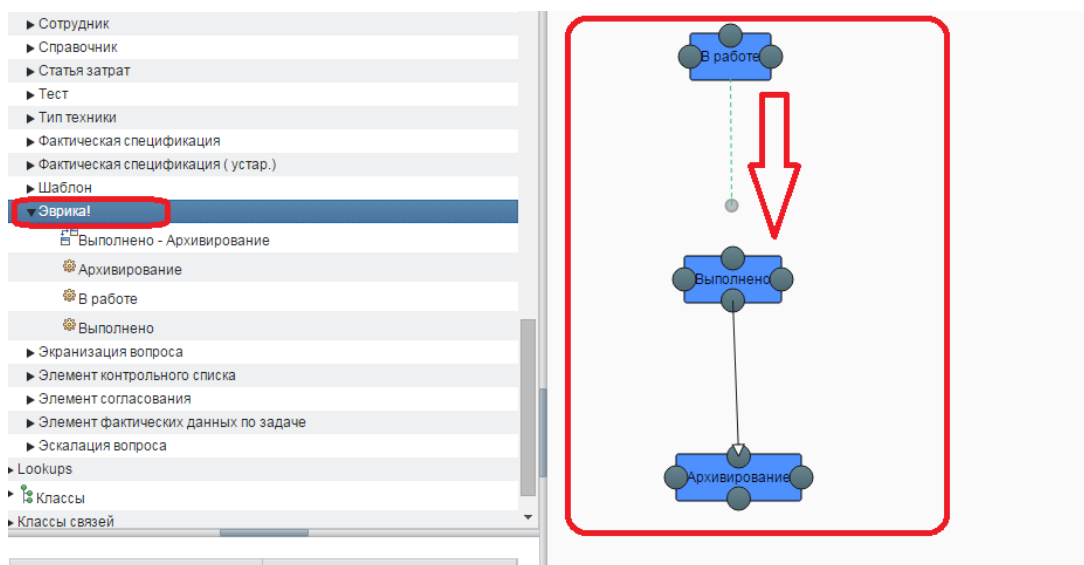 Сотрудник
Справочник
Статья затрат
Тест
Тип техники
Фактическая спецификация
Фактическая спецификация ( устар.)
Шаблон
Эврика!
Выполнено - Архивирование
Архивирование
В работе
Выполнено
Экранизация вопроса
Элемент контрольного списка
Элемент согласования
Элемент фактических данных по задаче
Эскалация вопроса
Lookups
Классы
Классы связей
В работе
Выполнено
Архивирование